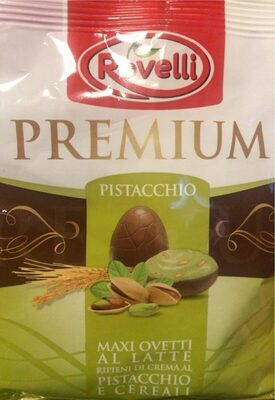 Revelli
PREMIUM
PISTACCHIO
MAXI OVETTI
AL LATTE
RIPIENI DI CREMA AL
PISTACCHIO
E CEREALI